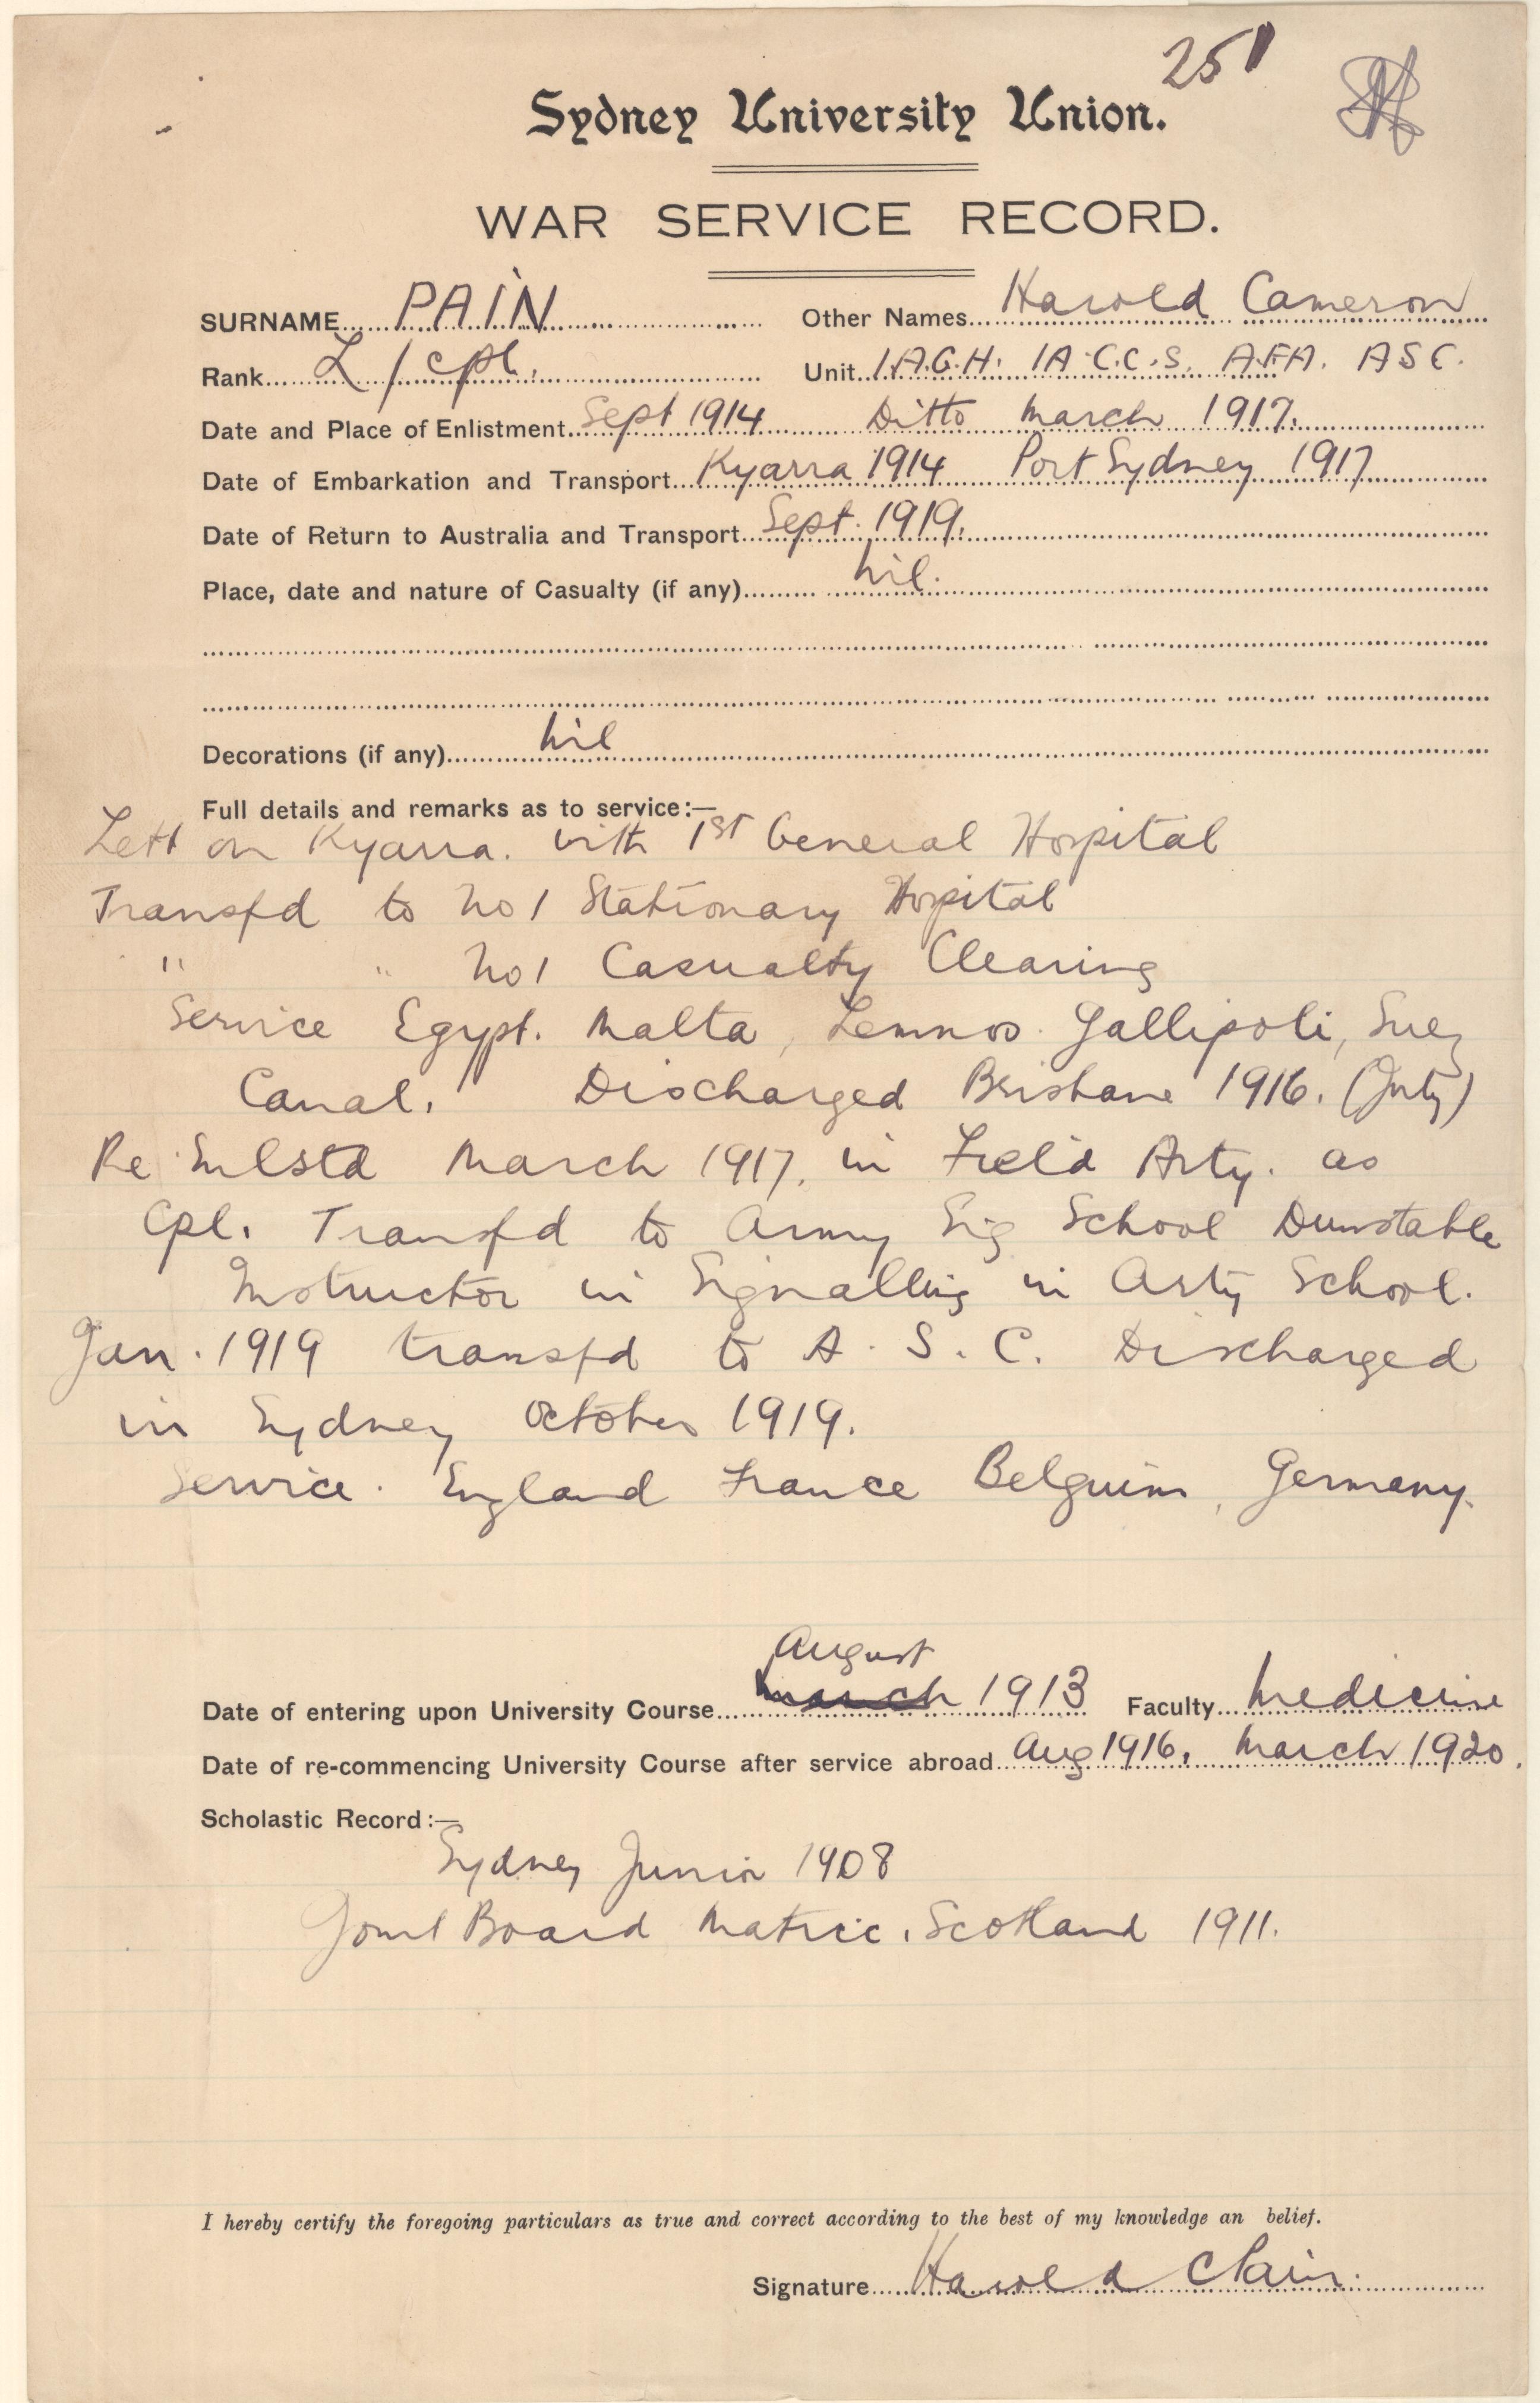 251
Sydney University Union.
WAR SERVICE RECORD.
SURNAME PAIN Other Names Harold Cameron
Rank L/cpl. Unit 1.A.G.H. 1A.C.C.S. A.F.A. ASC.
Date and Place of Enlistment Sept 1914 Ditto March 1917.
Date of Embarkation and Transport Kyarra 1914 Port Sydney 1917
Date of Return to Australia and Transport Sept. 1919.
Place, date and nature of Casualty (if any) nil.
Decorations (if any) nil
Full details and remarks as to service:—
Left on Kyarra. with 1st General Hospital
Transfd to No 1 Stationary Hospital
" " No 1 Casualty Clearing
Service Egypt. Malta, Lemnos. Gallipoli, Suez
Canal. Discharged Brisbane 1916. (July)
Re Enlstd March 1917. in Field Arty. as
Cpl. Transfd to Army Sig School Dunstable
Instructor in Signalling in Arty School.
Jan. 1919 transfd to A. S. C. Discharged
in Sydney October 1919.
Service. England France Belguim, Germany.
August
Date of entering upon University Course march 1913 Faculty Medicine
Date of re-commencing University Course after service abroad Aug 1916, March 1920.
Scholastic Record:—
Sydney Junior 1908
Joint Board Matric. Scotland 1911.
I hereby certify the foregoing particulars as true and correct according to the best of my knowledge an belief.
Signature Harold C Pain.